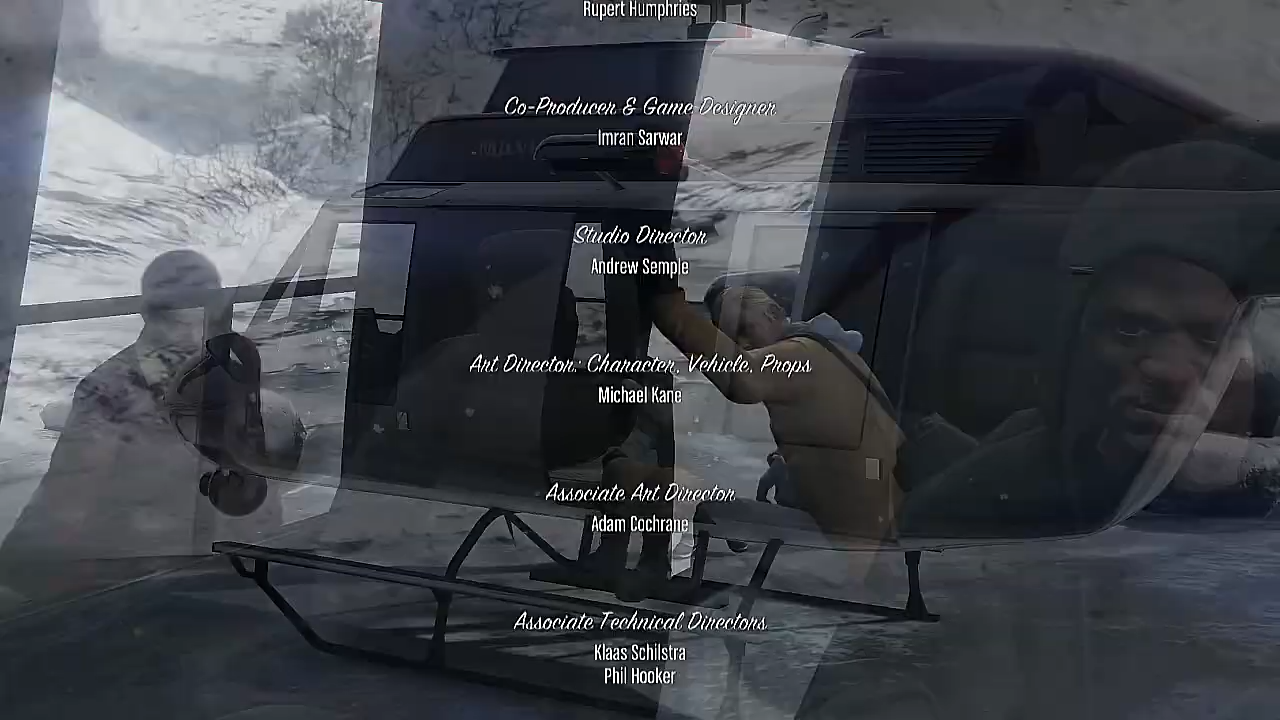 Rupert Humphries
Co-Producer & Game Designer
Imran Sarwar
Studio Director
Andrew Semple
Art Director: Character, Vehicle, Props
Michael Kane
Associate Art Director
Adam Cochrane
Associate Technical Directors
Klaas Schilstra
Phil Hooker